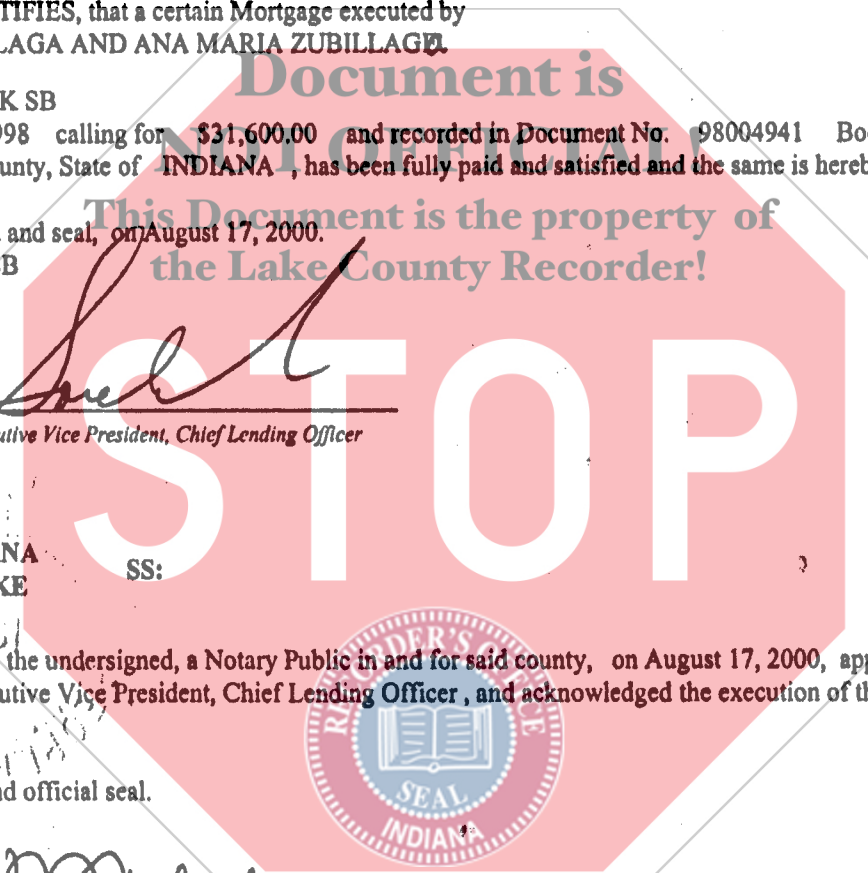 TIFIES, that a certain Mortgage executed by
LAGA AND ANA MARIA ZUBILLAGA
Document is
K SB
998 calling for $31,600.00 and recorded in Document No. 98004941 Bo
NOT OFFICIAL!
unty, State of INDIANA , has been fully paid and satisfied and the same is hereb
This Document is the property of
and seal, on August 17, 2000.
the Lake County Recorder!
STOP
utive Vice President, Chief Lending Officer
NA
SS:
KE
the undersigned, a Notary Public in and for said county, on August 17, 2000, app
utive Vice President, Chief Lending Officer , and acknowledged the execution of th
RECORDER'S OFFICE
SEAL
INDIANA
nd official seal.